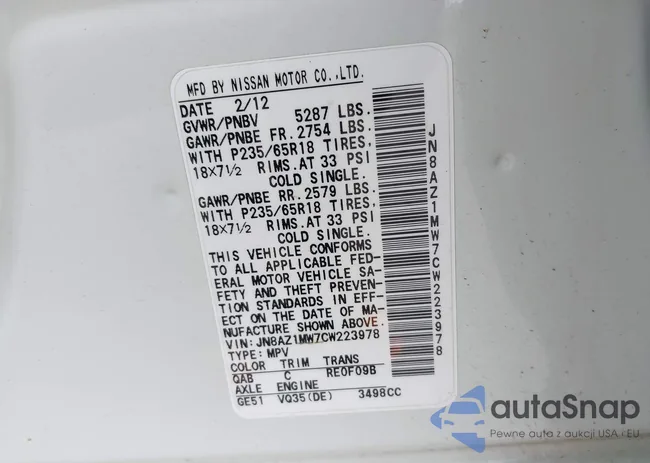 MFD BY NISSAN MOTOR CO.,LTD.
DATE 2/12
GVWR/PNBV 5287 LBS.
GAWR/PNBE FR. 2754 LBS.
WITH P235/65R18 TIRES,
18X7½ RIMS.AT 33 PSI
COLD SINGLE.
GAWR/PNBE RR. 2579 LBS.
WITH P235/65R18 TIRES,
18X7½ RIMS.AT 33 PSI
COLD SINGLE.
THIS VEHICLE CONFORMS
TO ALL APPLICABLE FED-
ERAL MOTOR VEHICLE SA-
FETY AND THEFT PREVEN-
TION STANDARDS IN EFF-
ECT ON THE DATE OF MA-
NUFACTURE SHOWN ABOVE.
VIN: JN8AZ1MW7CW223978
TYPE: MPV
COLOR TRIM TRANS
QAB C RE0F09B
AXLE ENGINE
GE51 VQ35(DE) 3498CC
JN8AZ1MW7CW223978
autaSnap
Pewne auta z aukcji USA i EU